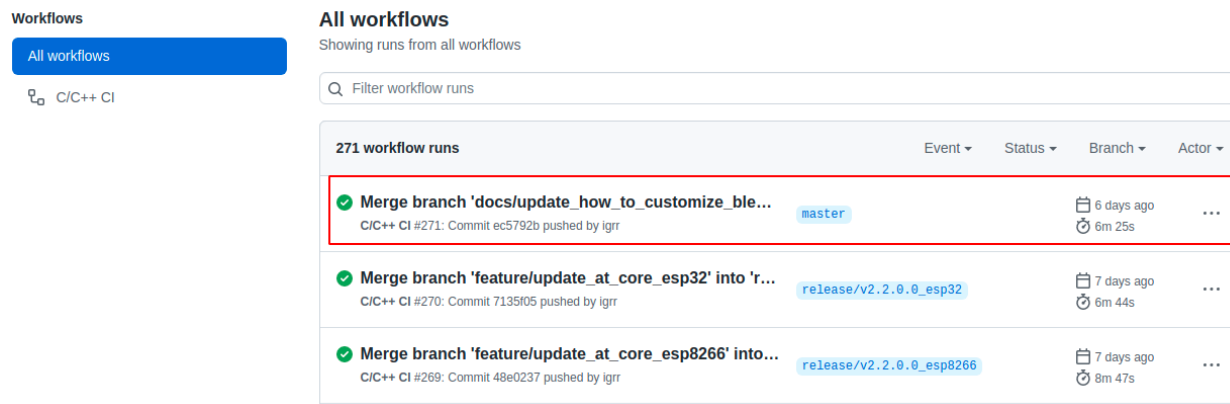 Workflows
All workflows
C/C++ CI
All workflows
Showing runs from all workflows
Filter workflow runs
271 workflow runs Event Status Branch Actor
Merge branch 'docs/update_how_to_customize_ble... master 6 days ago
C/C++ CI #271: Commit ec5792b pushed by igrr 6m 25s
Merge branch 'feature/update_at_core_esp32' into 'r... release/v2.2.0.0_esp32 7 days ago
C/C++ CI #270: Commit 7135f05 pushed by igrr 6m 44s
Merge branch 'feature/update_at_core_esp8266' into... release/v2.2.0.0_esp8266 7 days ago
C/C++ CI #269: Commit 48e0237 pushed by igrr 8m 47s